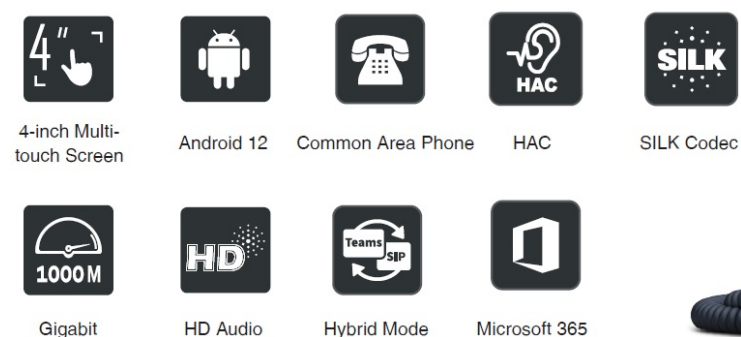 4"
HAC
SILK
4-inch Multi-
touch Screen
Android 12
Common Area Phone
HAC
SILK Codec
1000M
HD
Teams
SIP
Gigabit
HD Audio
Hybrid Mode
Microsoft 365